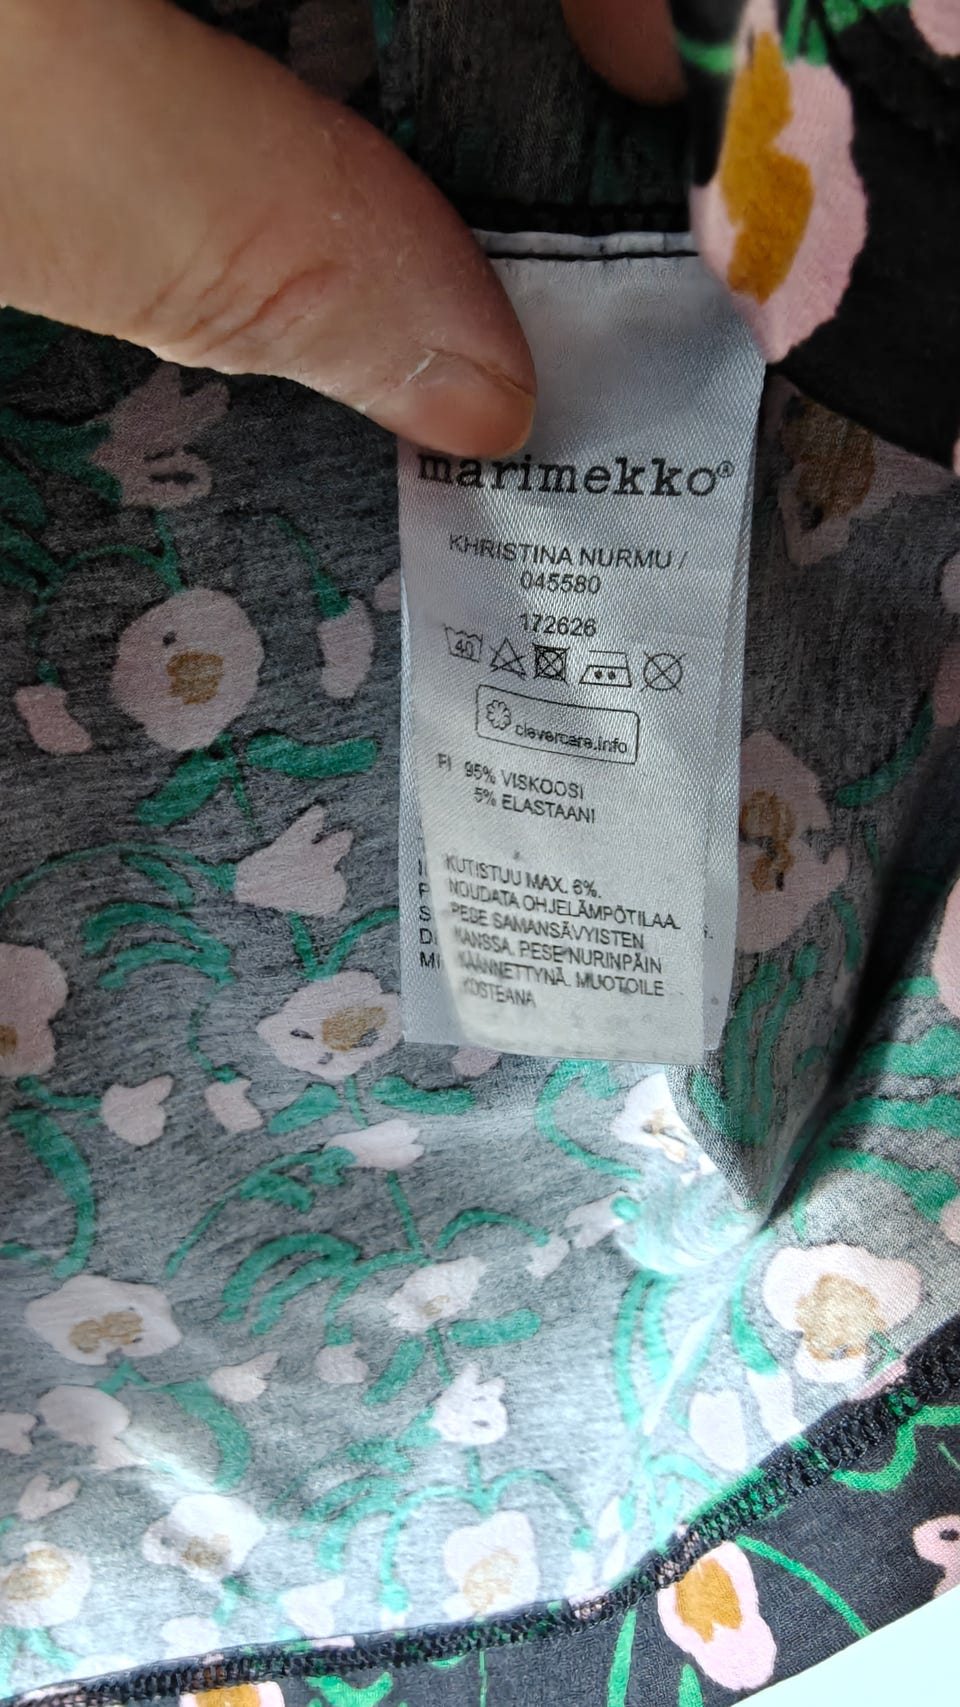 marimekko®
KHRISTINA NURMU /
045580
172626
40
clevercare.info
FI 95% VISKOOSI
5% ELASTAANI
KUTISTUU MAX. 6%.
NOUDATA OHJELÄMPÖTILAA.
PESE SAMANSÄVYISTEN
KANSSA. PESE NURINPÄIN
KÄÄNNETTYNÄ. MUOTOILE
KOSTEANA